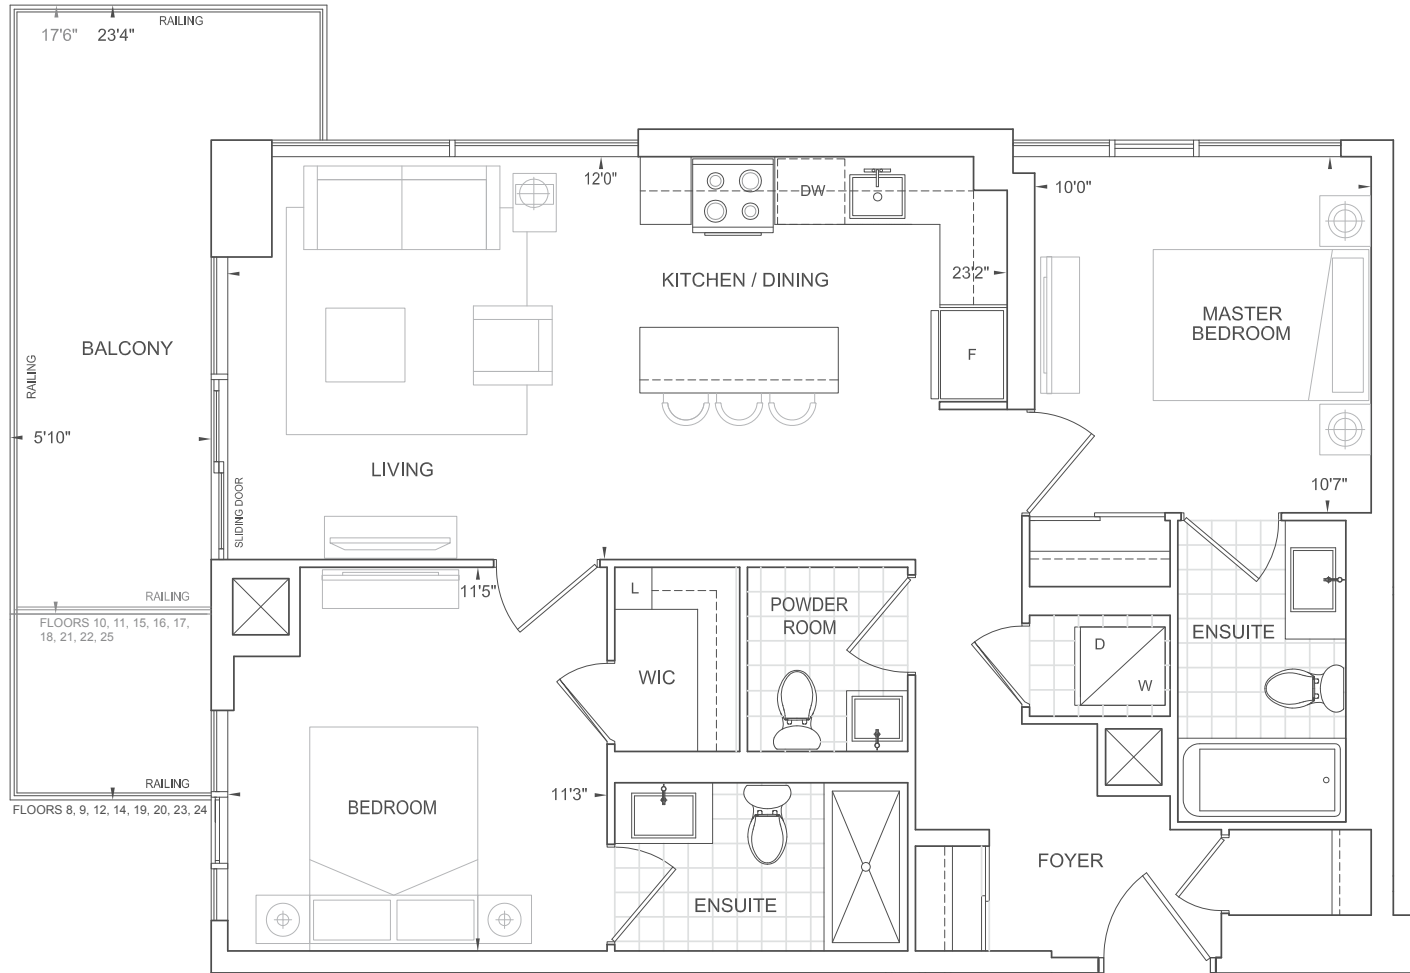 RAILING
17'6" 23'4"
12'0"
DW
10'0"
KITCHEN / DINING
23'2"
MASTER
BEDROOM
BALCONY
F
RAILING
5'10"
LIVING
SLIDING DOOR
10'7"
RAILING
11'5"
L
POWDER
ROOM
FLOORS 10, 11, 15, 16, 17,
18, 21, 22, 25
ENSUITE
D
W
WIC
RAILING
FLOORS 8, 9, 12, 14, 19, 20, 23, 24
BEDROOM
11'3"
FOYER
ENSUITE